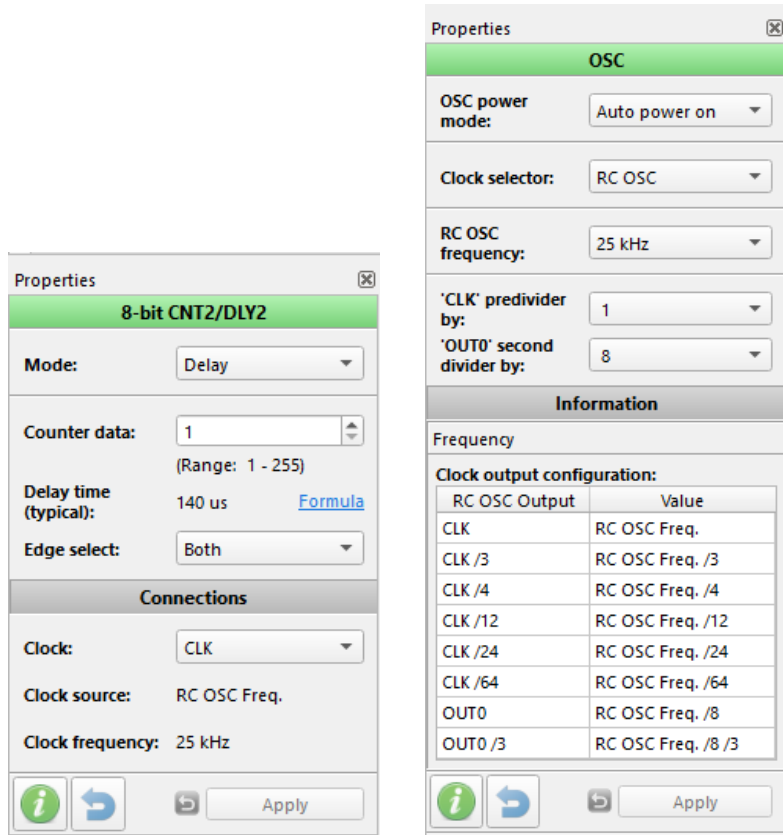 Properties
8-bit CNT2/DLY2
Mode: Delay
Counter data: 1
(Range: 1 - 255)
Delay time
(typical): 140 us Formula
Edge select: Both
Connections
Clock: CLK
Clock source: RC OSC Freq.
Clock frequency: 25 kHz
Apply
Properties
OSC
OSC power
mode: Auto power on
Clock selector: RC OSC
RC OSC
frequency: 25 kHz
'CLK' predivider
by: 1
'OUT0' second
divider by: 8
Information
Frequency
Clock output configuration:
RC OSC Output Value
CLK RC OSC Freq.
CLK /3 RC OSC Freq. /3
CLK /4 RC OSC Freq. /4
CLK /12 RC OSC Freq. /12
CLK /24 RC OSC Freq. /24
CLK /64 RC OSC Freq. /64
OUT0 RC OSC Freq. /8
OUT0 /3 RC OSC Freq. /8 /3
Apply